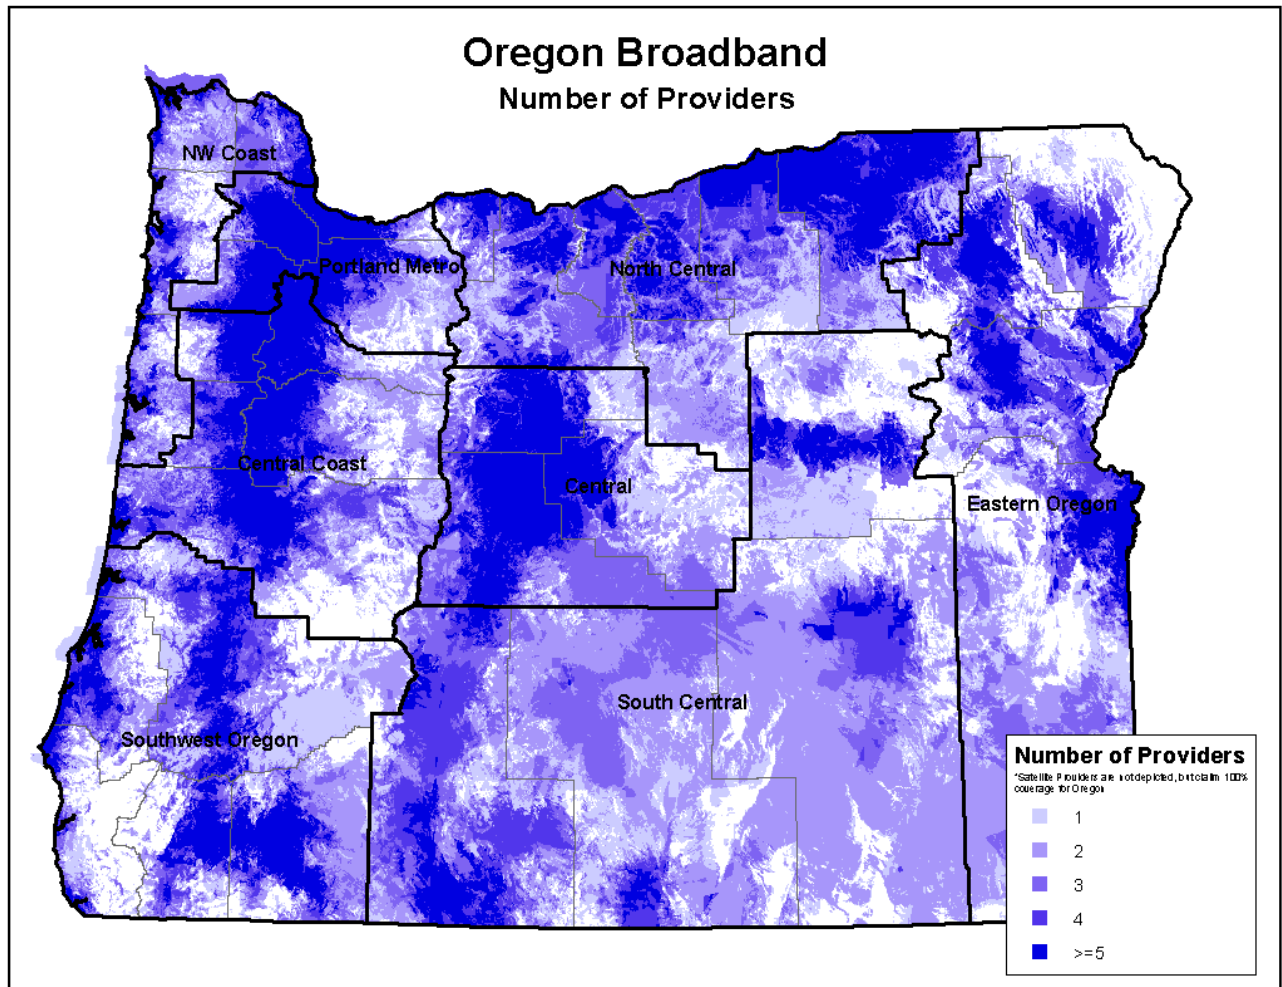 Oregon Broadband
Number of Providers
NW Coast
Portland Metro
North Central
Central Coast
Central
Eastern Oregon
South Central
Southwest Oregon
Number of Providers
*Satellite Providers are not depicted, but claim 100%
coverage for Oregon
1
2
3
4
>=5